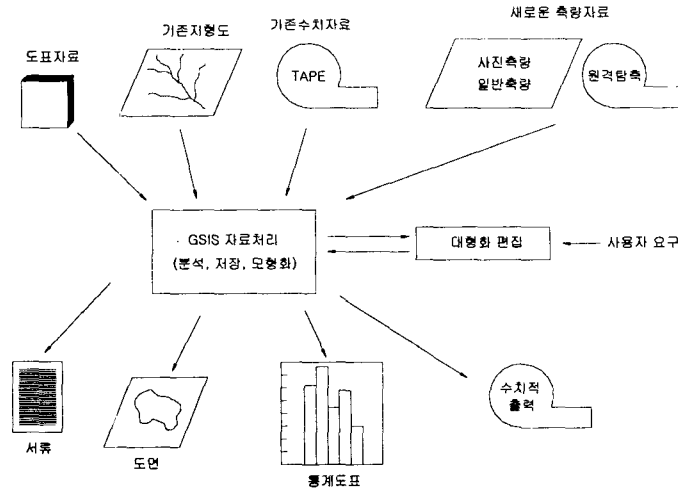 새로운 측량자료
기존지형도
기존수치자료
도표자료
TAPE
사진측량
일반측량
원격탐측
GSIS 자료처리
(분석, 저장, 모형화)
대형화 편집
사용자 요구
수치적
출력
서류
도면
통계도표